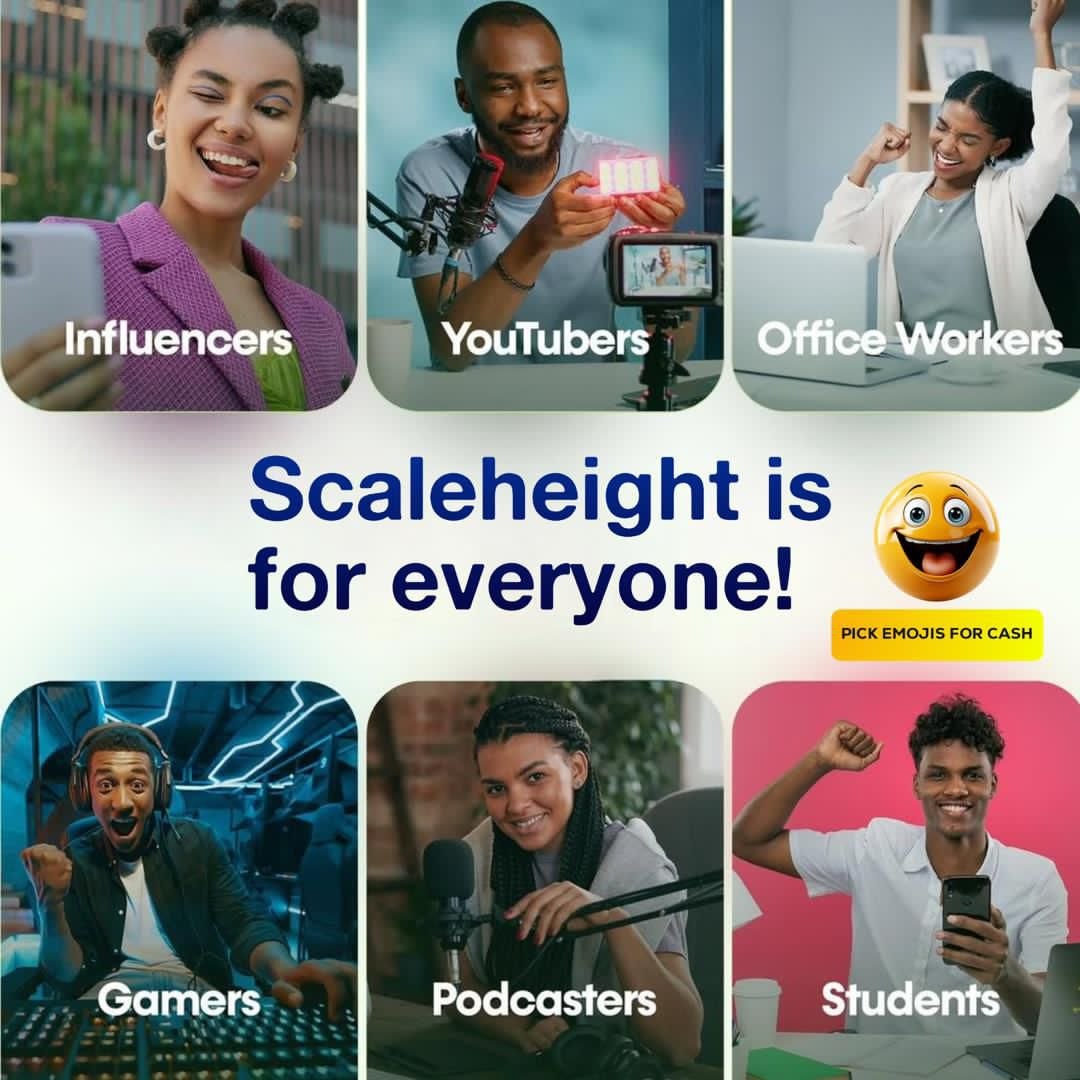 Influencers
YouTubers
Office Workers
Scaleheight is
for everyone!
PICK EMOJIS FOR CASH
Gamers
Podcasters
Students